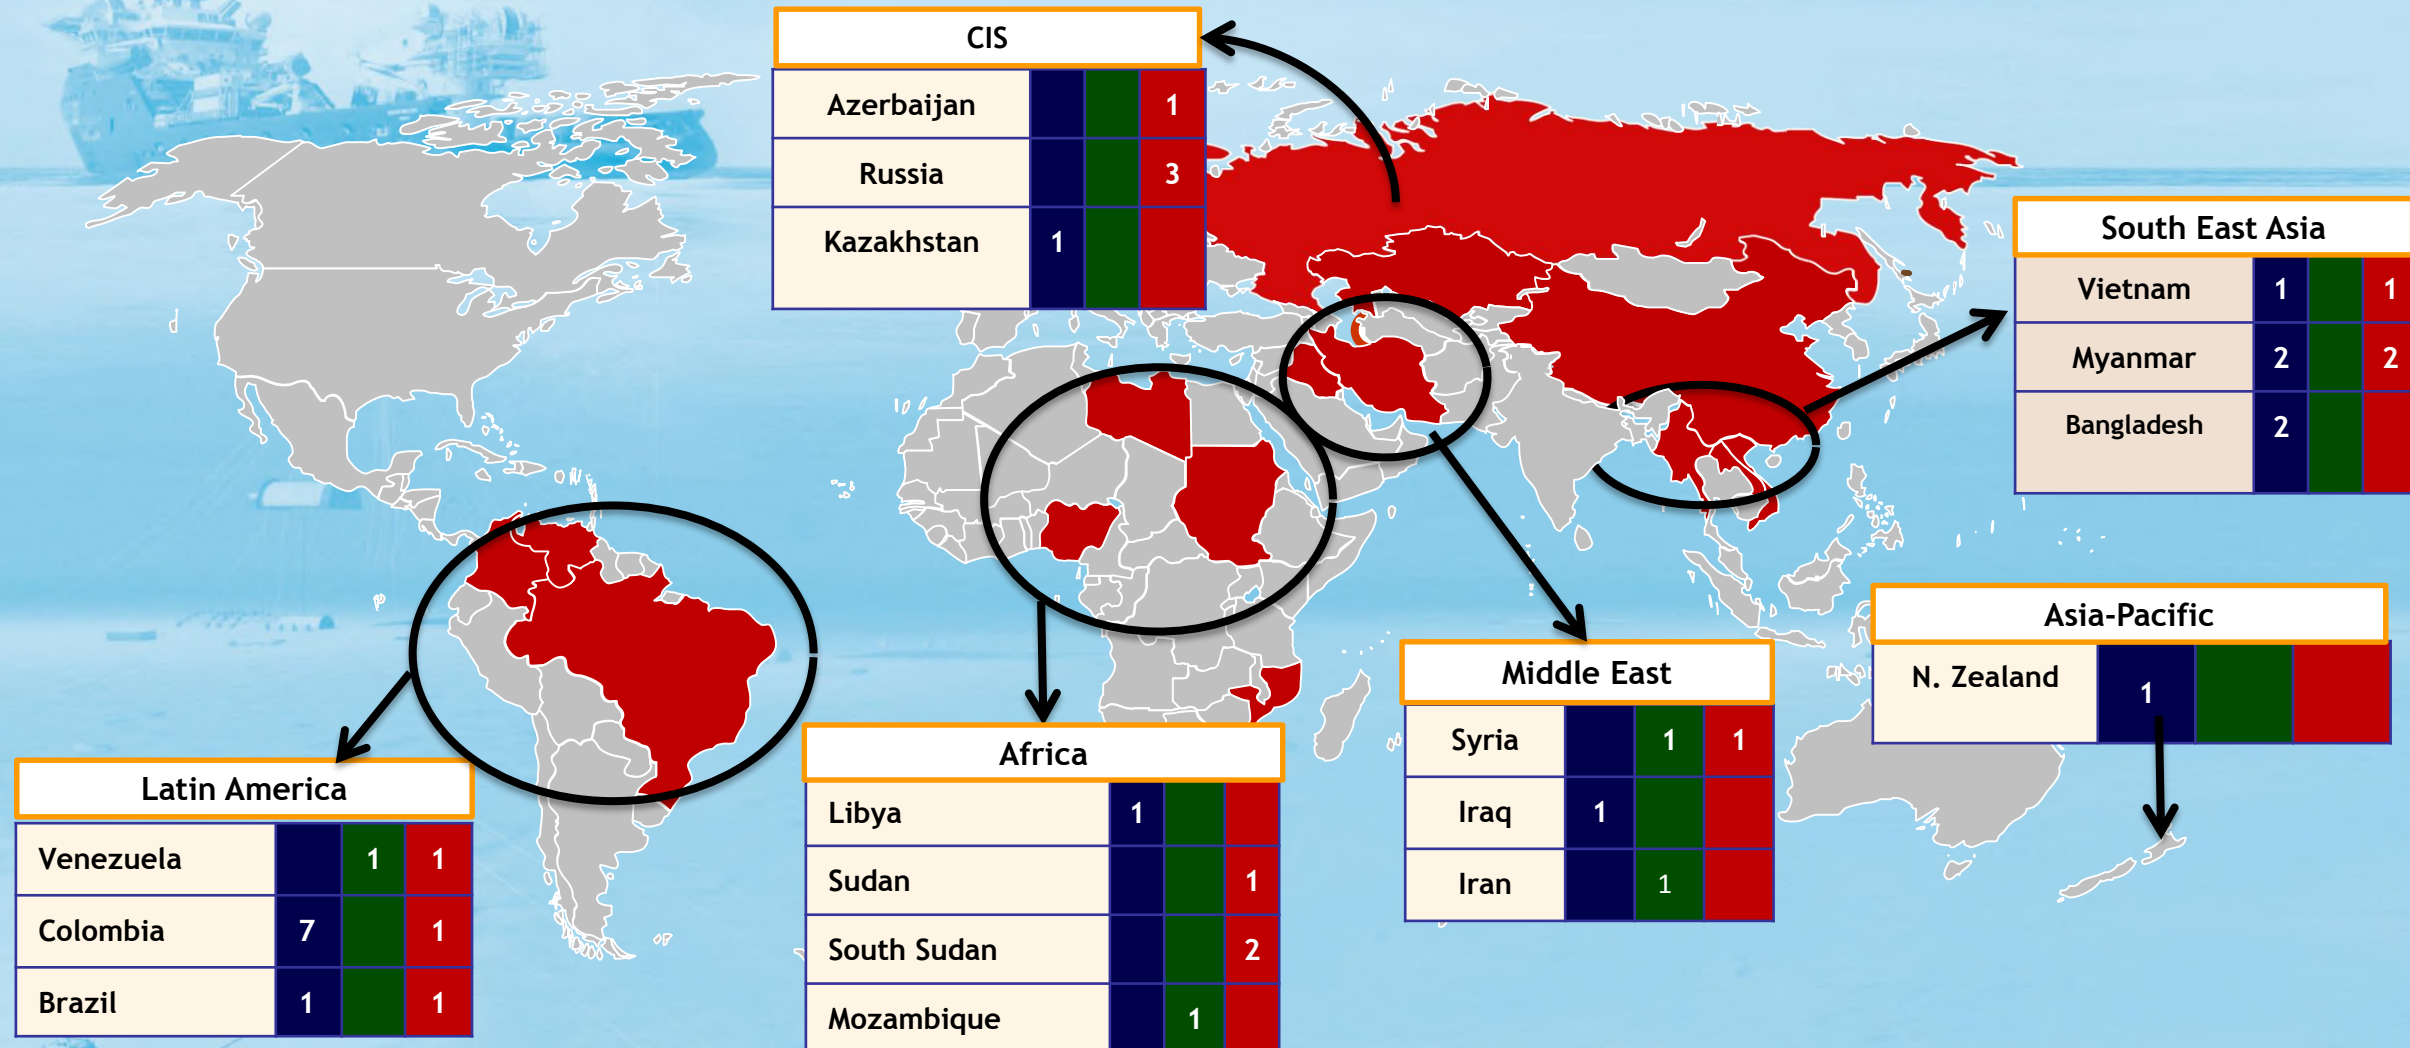 CIS
Azerbaijan 1
Russia 3
Kazakhstan 1
South East Asia
Vietnam 1 1
Myanmar 2 2
Bangladesh 2
Asia-Pacific
N. Zealand 1
Middle East
Syria 1 1
Iraq 1
Iran 1
Africa
Libya 1
Sudan 1
South Sudan 2
Mozambique 1
Latin America
Venezuela 1 1
Colombia 7 1
Brazil 1 1